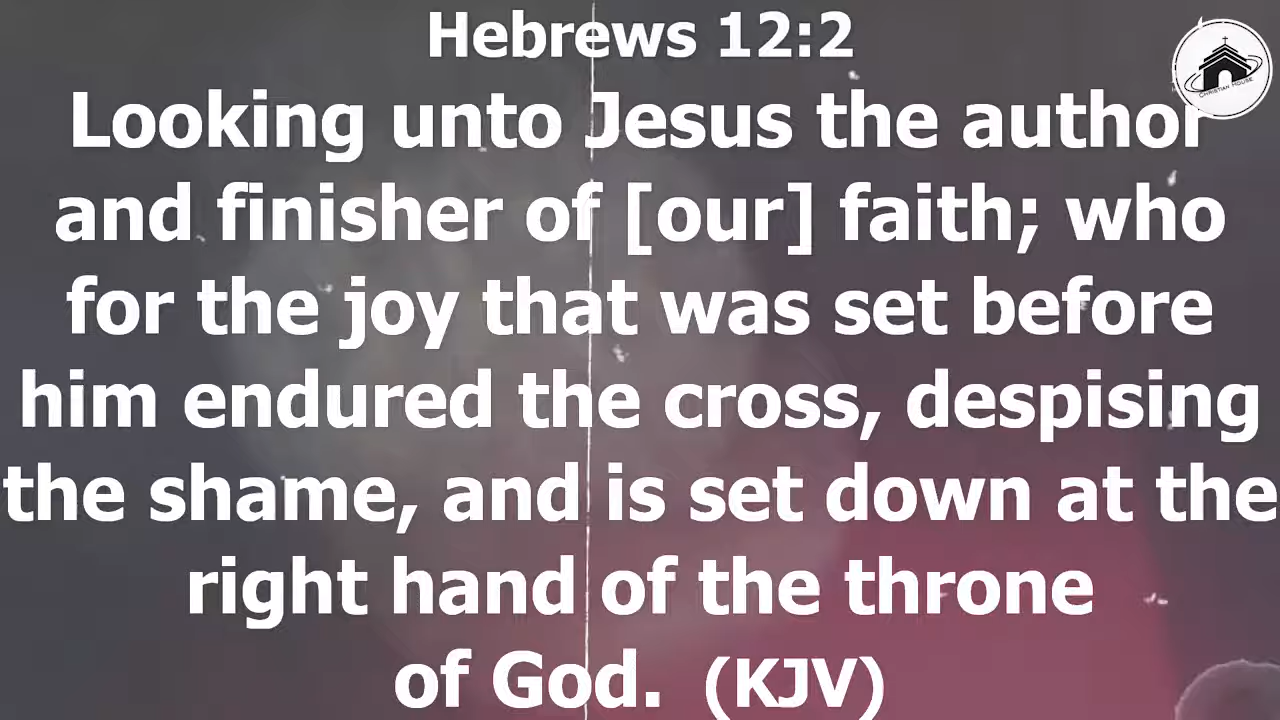 Hebrews 12:2
Looking unto Jesus the author
and finisher of [our] faith; who
for the joy that was set before
him endured the cross, despising
the shame, and is set down at the
right hand of the throne
of God. (KJV)
CHRISTIAN HOUSE